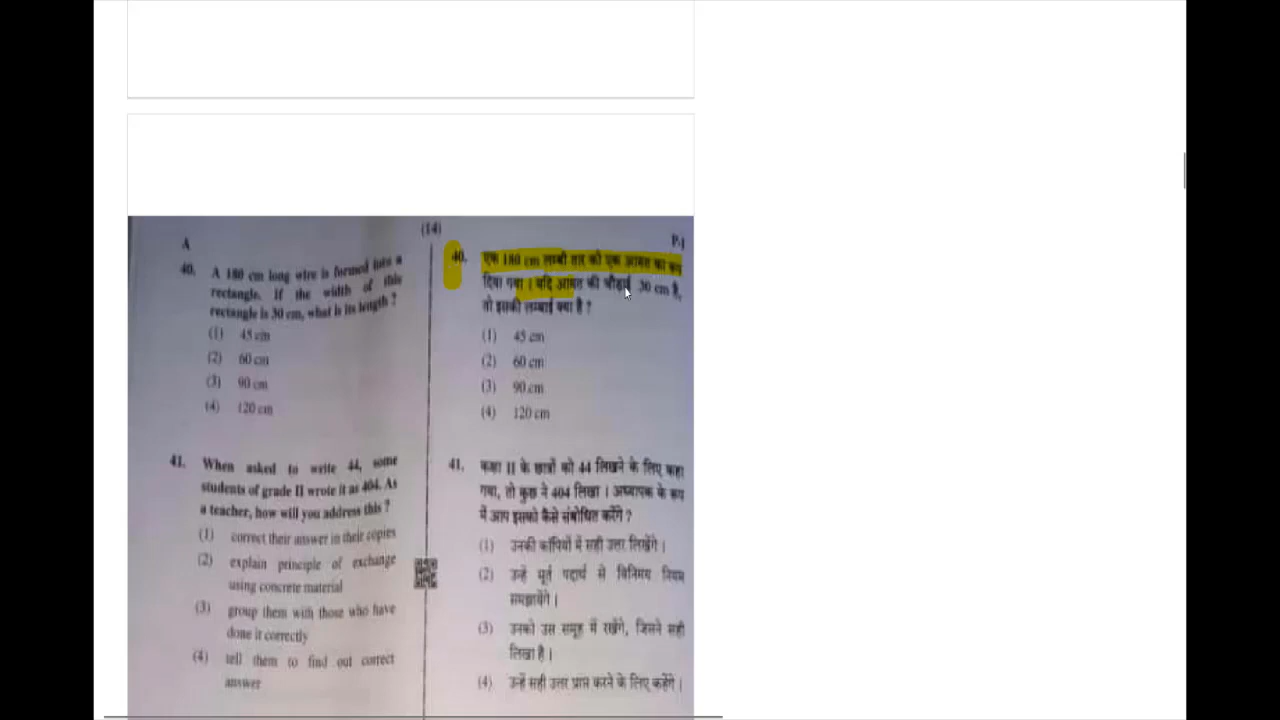 (14)
A
40. A 180 cm long wire is formed into a
rectangle. If the width of this
rectangle is 30 cm, what is its length ?
(1) 45 cm
(2) 60 cm
(3) 90 cm
(4) 120 cm
41. When asked to write 44, some
students of grade II wrote it as 404. As
a teacher, how will you address this ?
(1) correct their answer in their copies
(2) explain principle of exchange
using concrete material
(3) group them with those who have
done it correctly
(4) tell them to find out correct
answer
P-I
40. एक 180 cm लम्बी तार को एक आयत का रूप
दिया गया । यदि आयत की चौड़ाई 30 cm है,
तो इसकी लम्बाई क्या है ?
(1) 45 cm
(2) 60 cm
(3) 90 cm
(4) 120 cm
41. कक्षा II के छात्रों को 44 लिखने के लिए कहा
गया, तो कुछ ने 404 लिखा । अध्यापक के रूप
में आप इसको कैसे संबोधित करेंगे ?
(1) उनकी कॉपियों में सही उत्तर लिखेंगे ।
(2) उन्हें मूर्त पदार्थ से विनिमय नियम
समझायेंगे ।
(3) उनको उस समूह में रखेंगे, जिसने सही
लिखा है ।
(4) उन्हें सही उत्तर प्राप्त करने के लिए कहेंगे ।